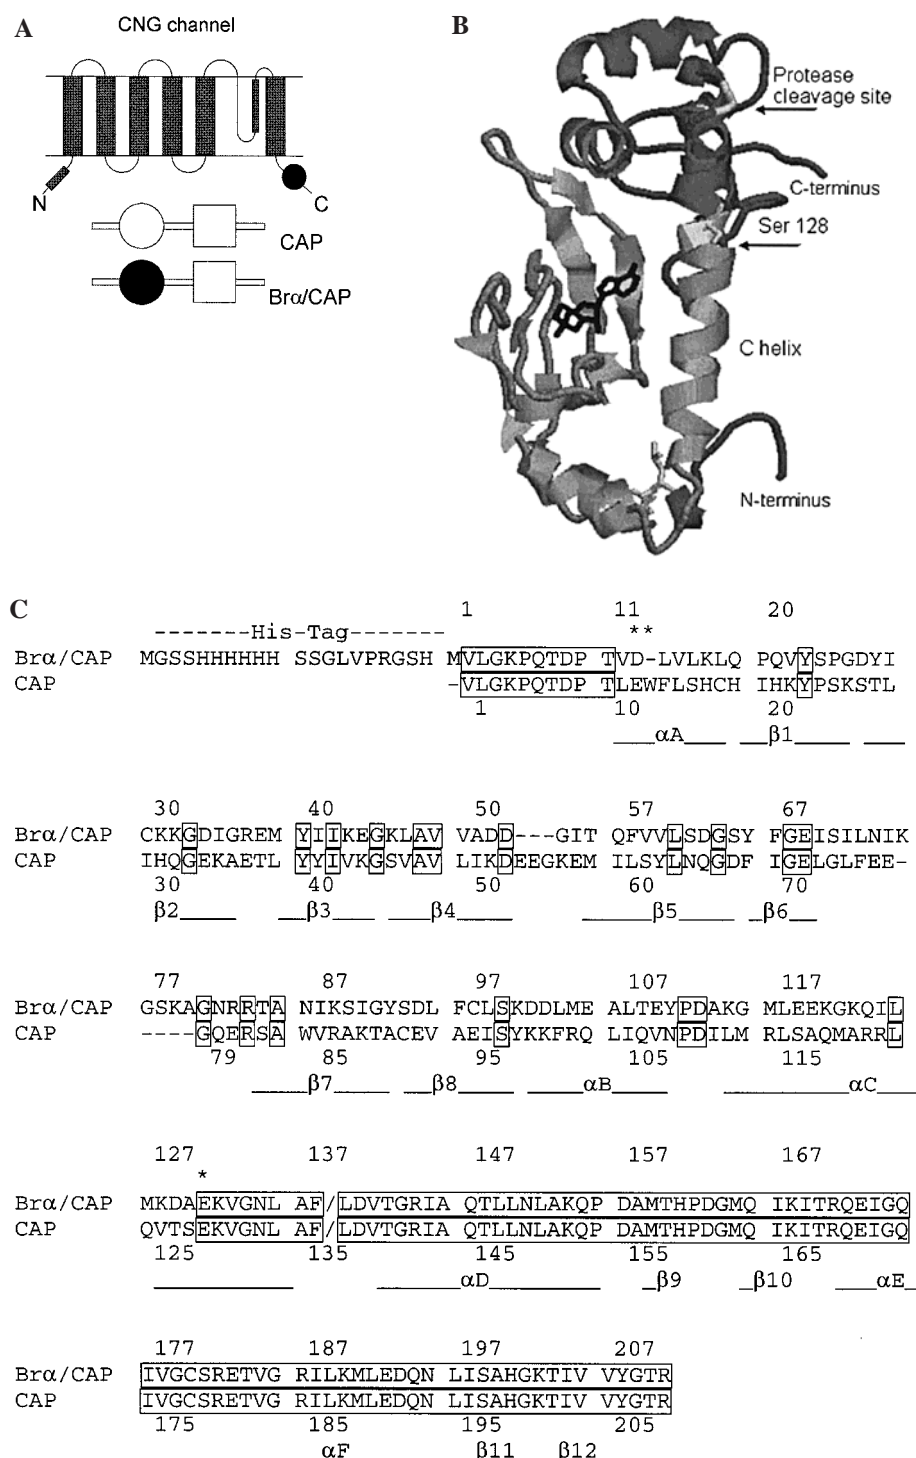 A
CNG channel
N
C
CAP
Brα/CAP
B
Protease
cleavage site
C-terminus
Ser 128
C helix
N-terminus
C
1 11 20
-------His-Tag------- **
Brα/CAP MGSSHHHHHH SSGLVPRGSH MVLGKPQTDP TVD-LVLKLQ PQVYSPGDYI
CAP -VLGKPQTDP TLEWFLSHCH IHKYPSKSTL
1 10 20
αA β1
30 40 50 57 67
Brα/CAP CKKGDIGREM YIIKEGKLAV VADD---GIT QFVVLSDGSY FGEISILNIK
CAP IHQGEKAETL YYIVKGSVAV LIKDEEGKEM ILSYLNQGDF IGELGLFEE-
30 40 50 60 70
β2 β3 β4 β5 β6
77 87 97 107 117
Brα/CAP GSKAGNRRTA NIKSIGYSDL FCLSKDDLME ALTEYPDAKG MLEEKGKQIL
CAP ----GQERSA WVRAKTACEV AEISYKKFRQ LIQVNPDILM RLSAQMARRL
79 85 95 105 115
β7 β8 αB αC
127 137 147 157 167
*
Brα/CAP MKDAEKVGNL AF/LDVTGRIA QTLLNLAKQP DAMTHPDGMQ IKITRQEIGQ
CAP QVTSEKVGNL AF/LDVTGRIA QTLLNLAKQP DAMTHPDGMQ IKITRQEIGQ
125 135 145 155 165
αD β9 β10 αE
177 187 197 207
Brα/CAP IVGCSRETVG RILKMLEDQN LISAHGKTIV VYGTR
CAP IVGCSRETVG RILKMLEDQN LISAHGKTIV VYGTR
175 185 195 205
αF β11 β12